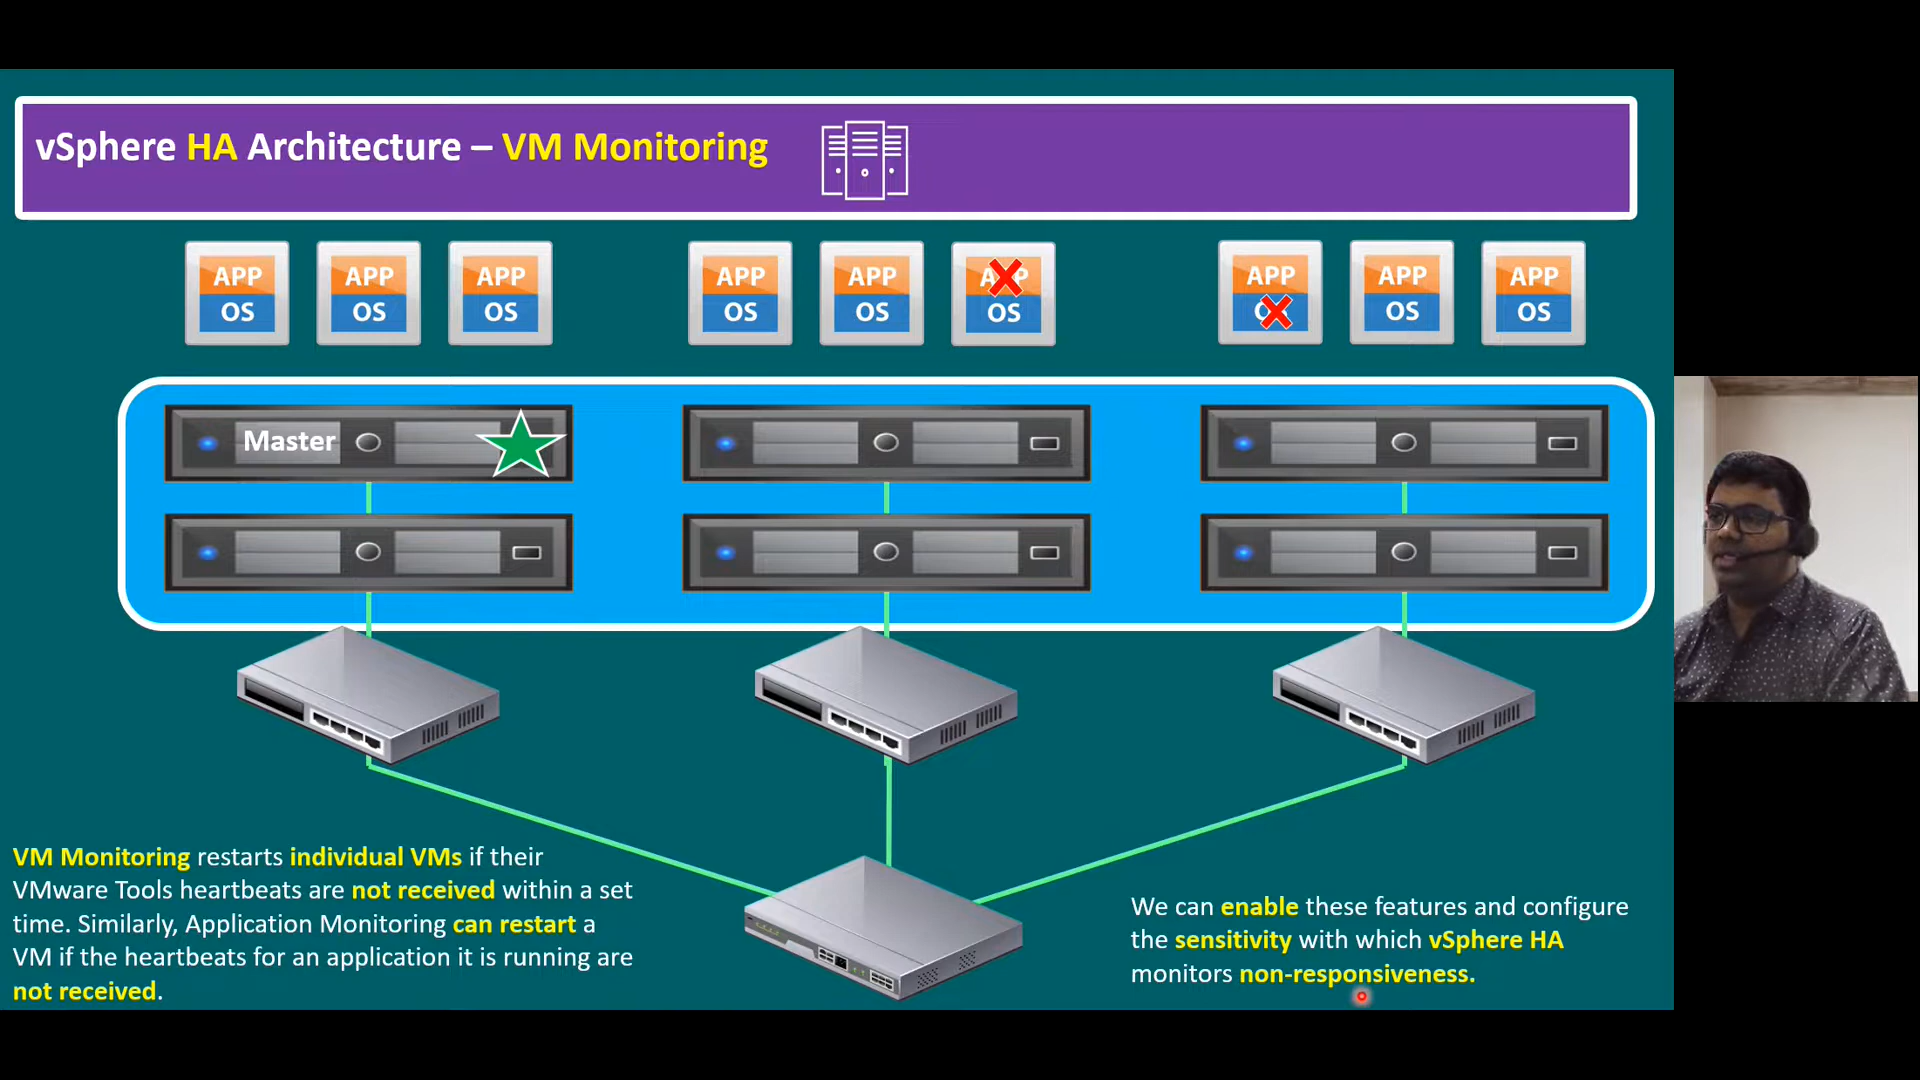 vSphere HA Architecture – VM Monitoring
APP
OS
APP
OS
APP
OS
APP
OS
APP
OS
APP
OS
APP
OS
APP
OS
APP
OS
Master
VM Monitoring restarts individual VMs if their
VMware Tools heartbeats are not received within a set
time. Similarly, Application Monitoring can restart a
VM if the heartbeats for an application it is running are
not received.
We can enable these features and configure
the sensitivity with which vSphere HA
monitors non-responsiveness.